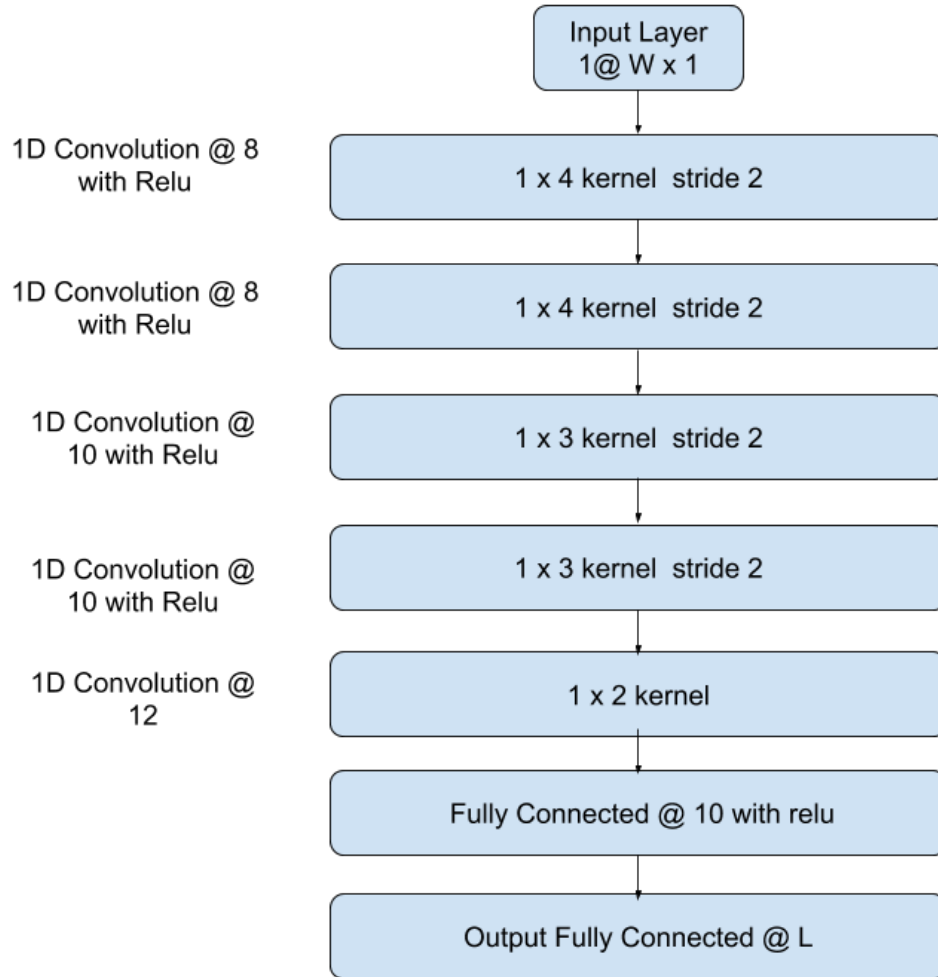 Input Layer
1@ W x 1
1D Convolution @ 8
with Relu
1 x 4 kernel  stride 2
1D Convolution @ 8
with Relu
1 x 4 kernel  stride 2
1D Convolution @
10 with Relu
1 x 3 kernel  stride 2
1D Convolution @
10 with Relu
1 x 3 kernel  stride 2
1D Convolution @
12
1 x 2 kernel
Fully Connected @ 10 with relu
Output Fully Connected @ L